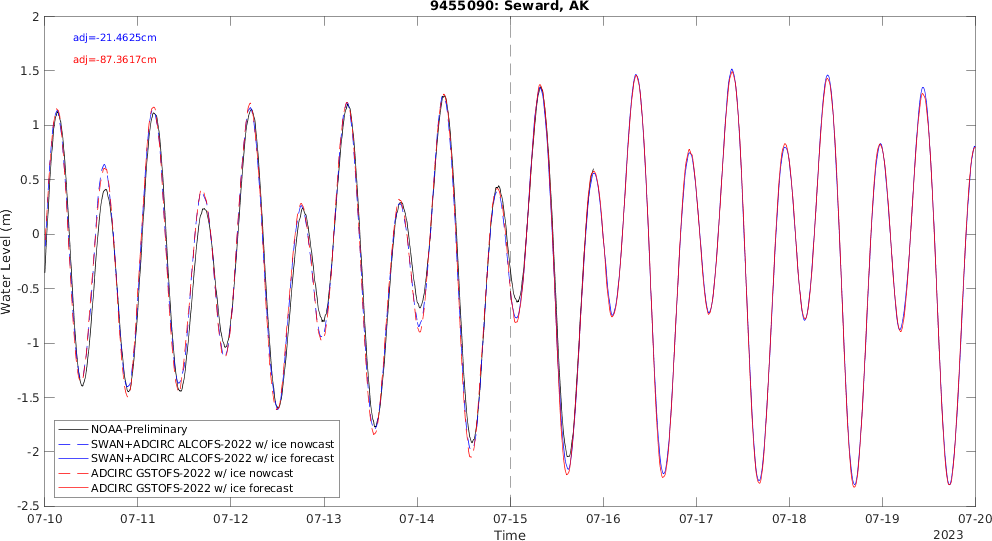 9455090: Seward, AK
adj=-21.4625cm
adj=-87.3617cm
2
1.5
1
0.5
0
-0.5
-1
-1.5
-2
-2.5
Water Level (m)
NOAA-Preliminary
SWAN+ADCIRC ALCOFS-2022 w/ ice nowcast
SWAN+ADCIRC ALCOFS-2022 w/ ice forecast
ADCIRC GSTOFS-2022 w/ ice nowcast
ADCIRC GSTOFS-2022 w/ ice forecast
07-10 07-11 07-12 07-13 07-14 07-15 07-16 07-17 07-18 07-19 07-20
Time
2023